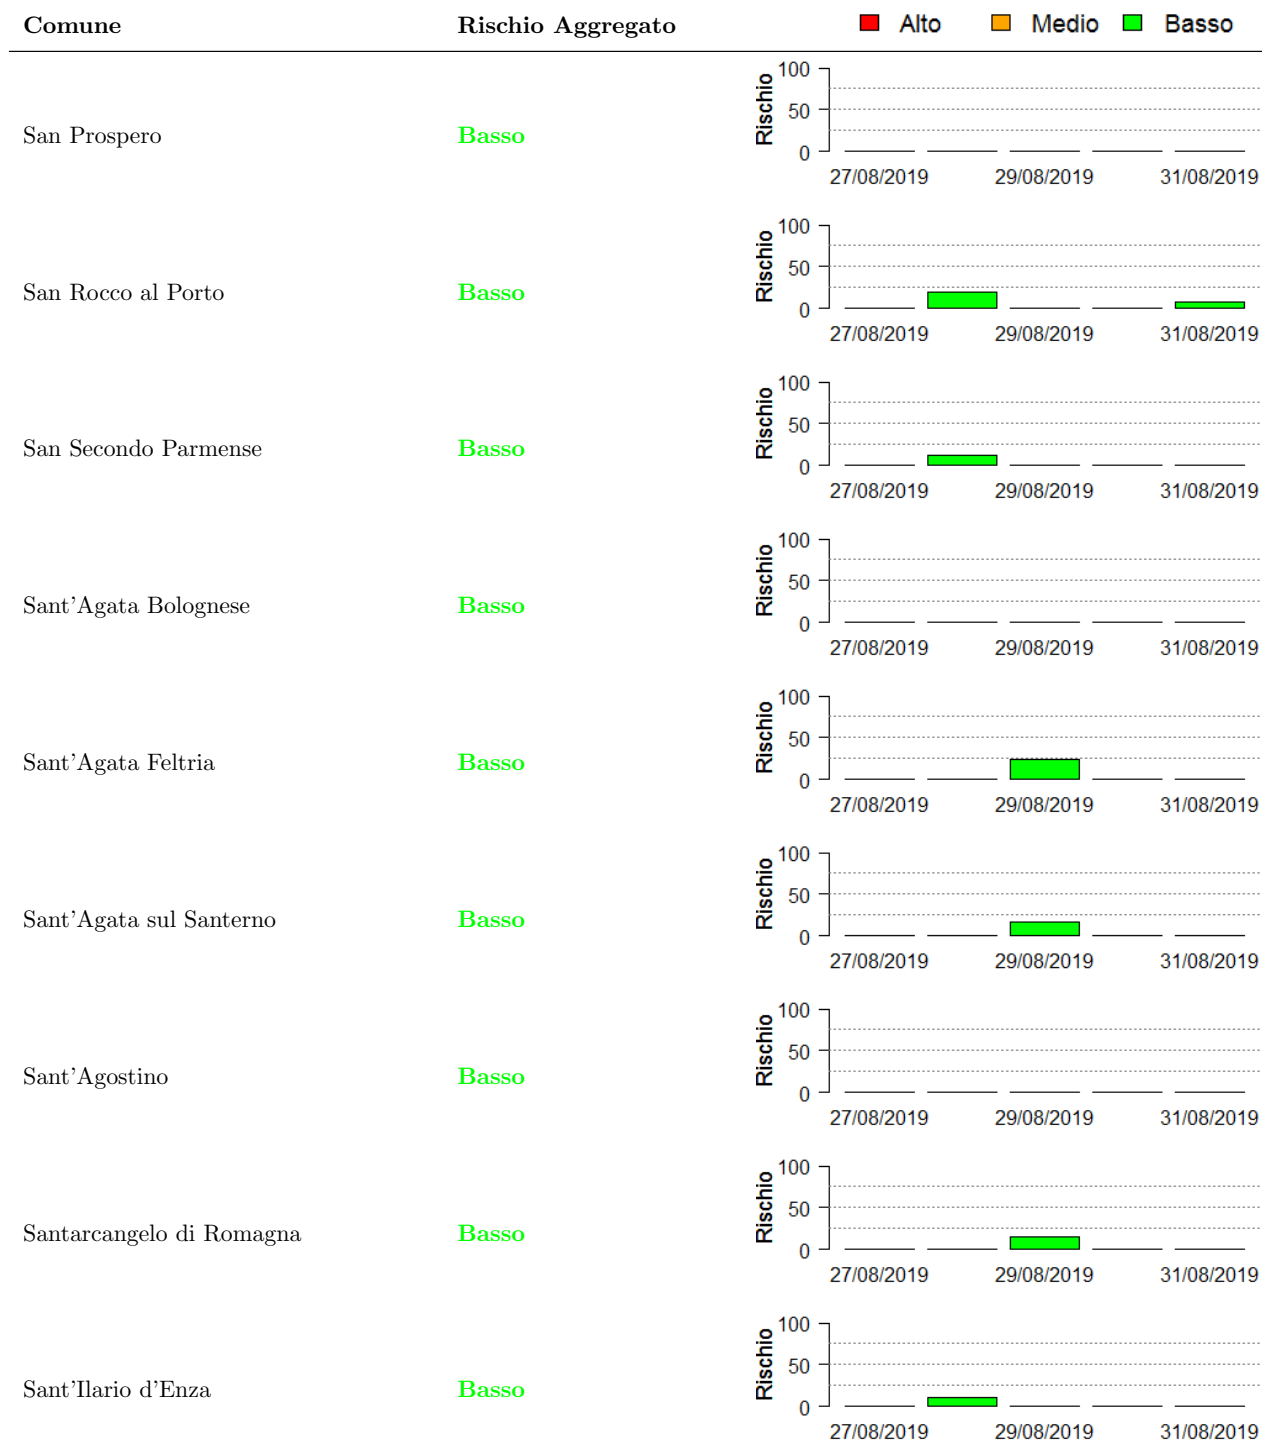 Comune Rischio Aggregato Alto Medio Basso
San Prospero Basso Rischio 100 50 0
27/08/2019 29/08/2019 31/08/2019
San Rocco al Porto Basso Rischio 100 50 0
27/08/2019 29/08/2019 31/08/2019
San Secondo Parmense Basso Rischio 100 50 0
27/08/2019 29/08/2019 31/08/2019
Sant'Agata Bolognese Basso Rischio 100 50 0
27/08/2019 29/08/2019 31/08/2019
Sant'Agata Feltria Basso Rischio 100 50 0
27/08/2019 29/08/2019 31/08/2019
Sant'Agata sul Santerno Basso Rischio 100 50 0
27/08/2019 29/08/2019 31/08/2019
Sant'Agostino Basso Rischio 100 50 0
27/08/2019 29/08/2019 31/08/2019
Santarcangelo di Romagna Basso Rischio 100 50 0
27/08/2019 29/08/2019 31/08/2019
Sant'Ilario d'Enza Basso Rischio 100 50 0
27/08/2019 29/08/2019 31/08/2019